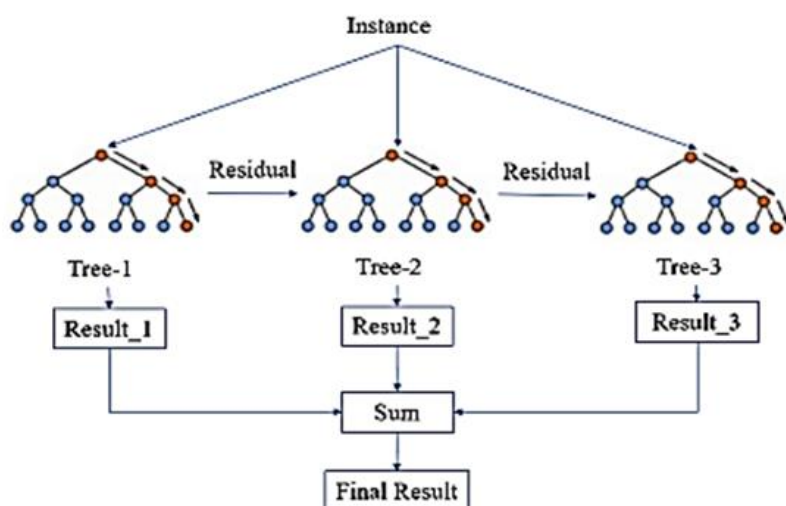 Instance
Residual
Residual
Tree-1
Tree-2
Tree-3
Result_1
Result_2
Result_3
Sum
Final Result